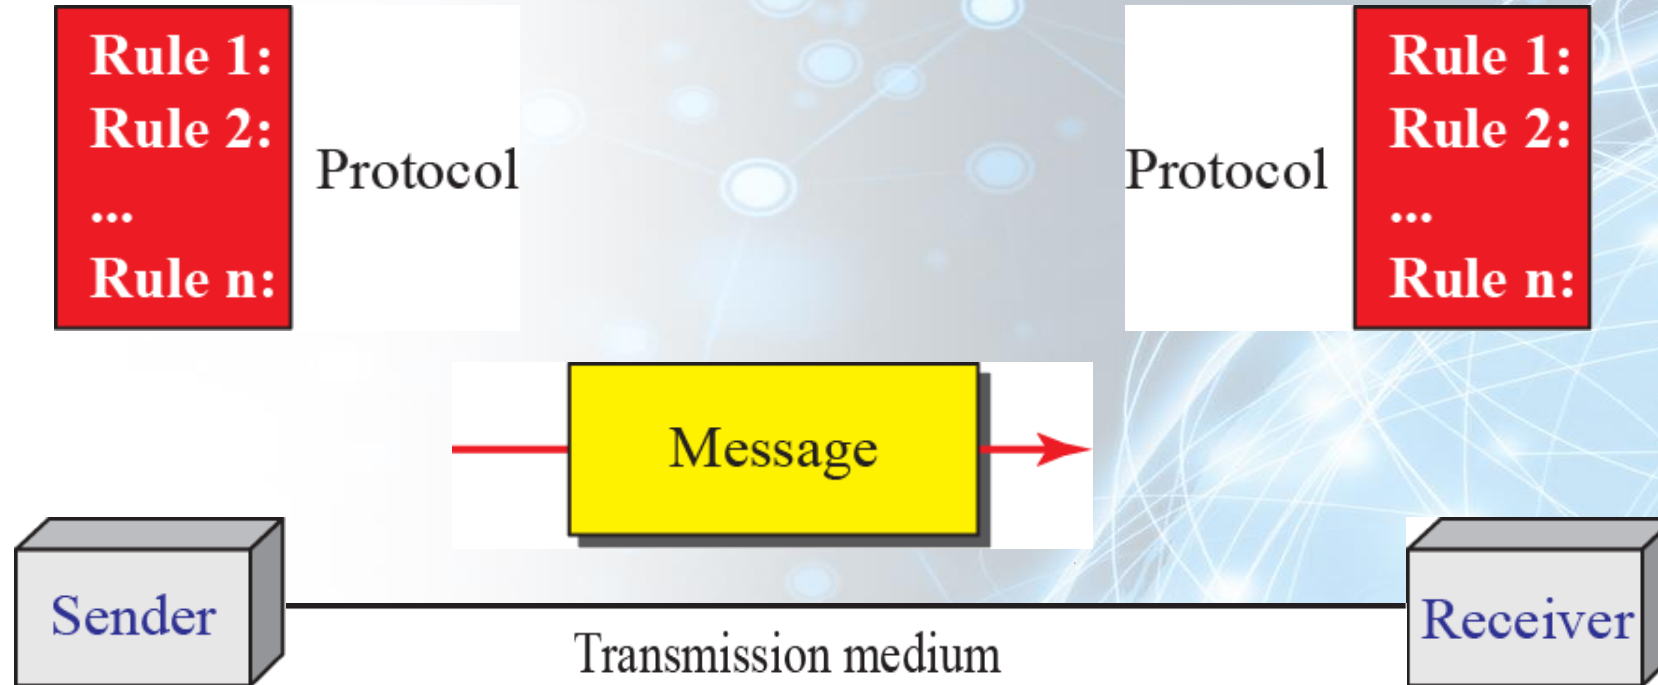 Rule 1:
Rule 2:
...
Rule n:
Protocol
Protocol
Rule 1:
Rule 2:
...
Rule n:
Message
Sender
Receiver
Transmission medium